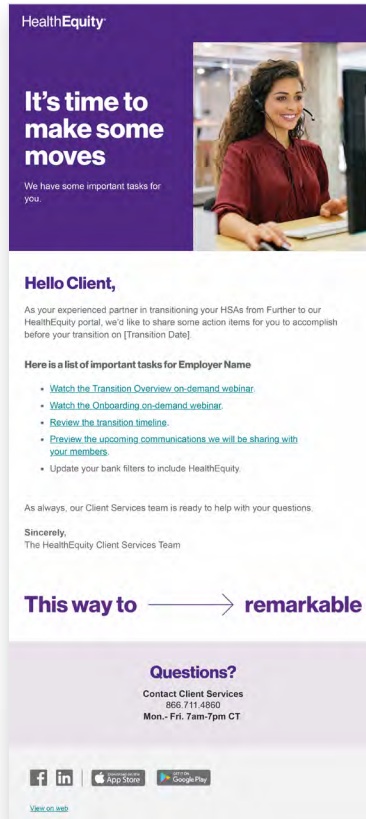 HealthEquity
It's time to
make some
moves
We have some important tasks for
you.
Hello Client,
As your experienced partner in transitioning your HSAs from Further to our
HealthEquity portal, we'd like to share some action items for you to accomplish
before your transition on [Transition Date].
Here is a list of important tasks for Employer Name
• Watch the Transition Overview on-demand webinar.
• Watch the Onboarding on-demand webinar.
• Review the transition timeline.
• Preview the upcoming communications we will be sharing with
your members.
• Update your bank filters to include HealthEquity.
As always, our Client Services team is ready to help with your questions.
Sincerely,
The HealthEquity Client Services Team
This way to → remarkable
Questions?
Contact Client Services
866.711.4860
Mon.- Fri. 7am-7pm CT
f in App Store GET IT ON Google Play
View on web